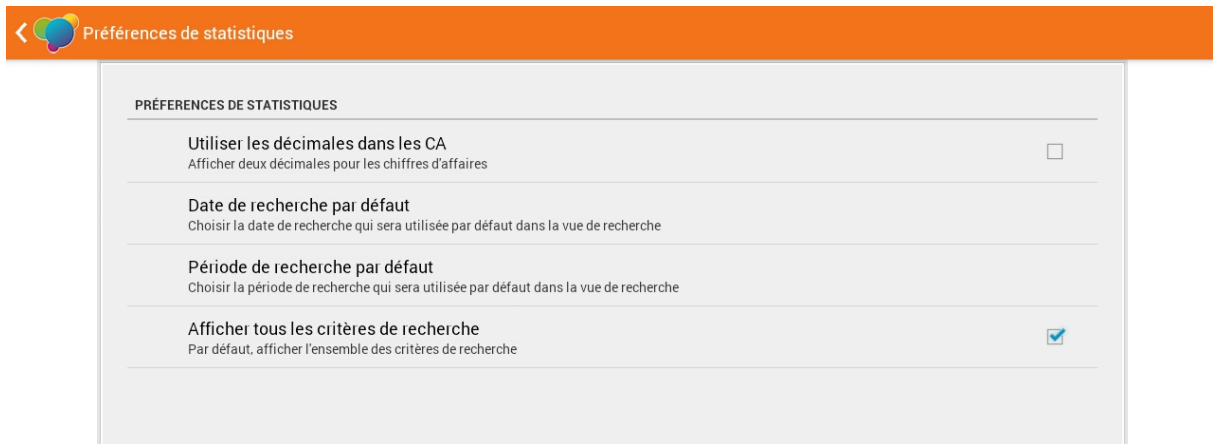 Préférences de statistiques
PRÉFERENCES DE STATISTIQUES
Utiliser les décimales dans les CA
Afficher deux décimales pour les chiffres d'affaires
Date de recherche par défaut
Choisir la date de recherche qui sera utilisée par défaut dans la vue de recherche
Période de recherche par défaut
Choisir la période de recherche qui sera utilisée par défaut dans la vue de recherche
Afficher tous les critères de recherche
Par défaut, afficher l'ensemble des critères de recherche